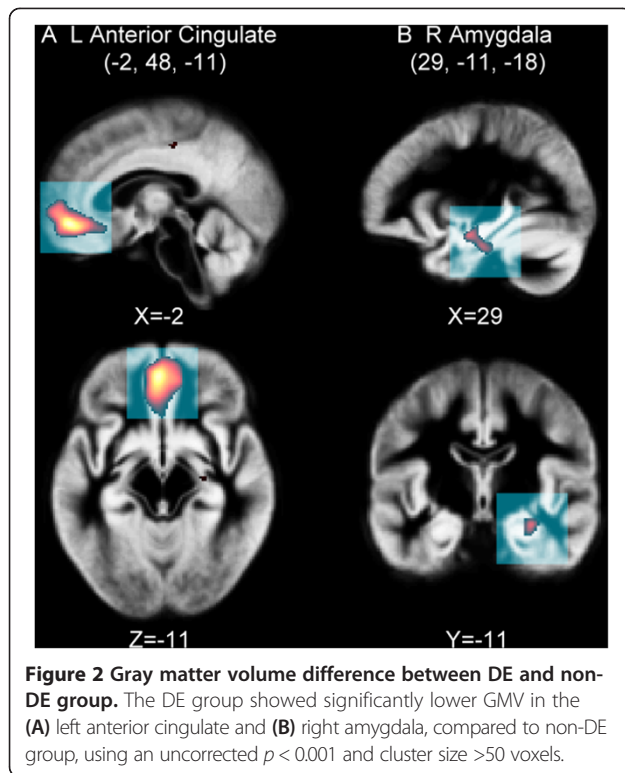 A L Anterior Cingulate
(-2, 48, -11)
B R Amygdala
(29, -11, -18)
X=-2
X=29
Z=-11
Y=-11
Figure 2 Gray matter volume difference between DE and non-
DE group. The DE group showed significantly lower GMV in the
(A) left anterior cingulate and (B) right amygdala, compared to non-DE
group, using an uncorrected p < 0.001 and cluster size >50 voxels.